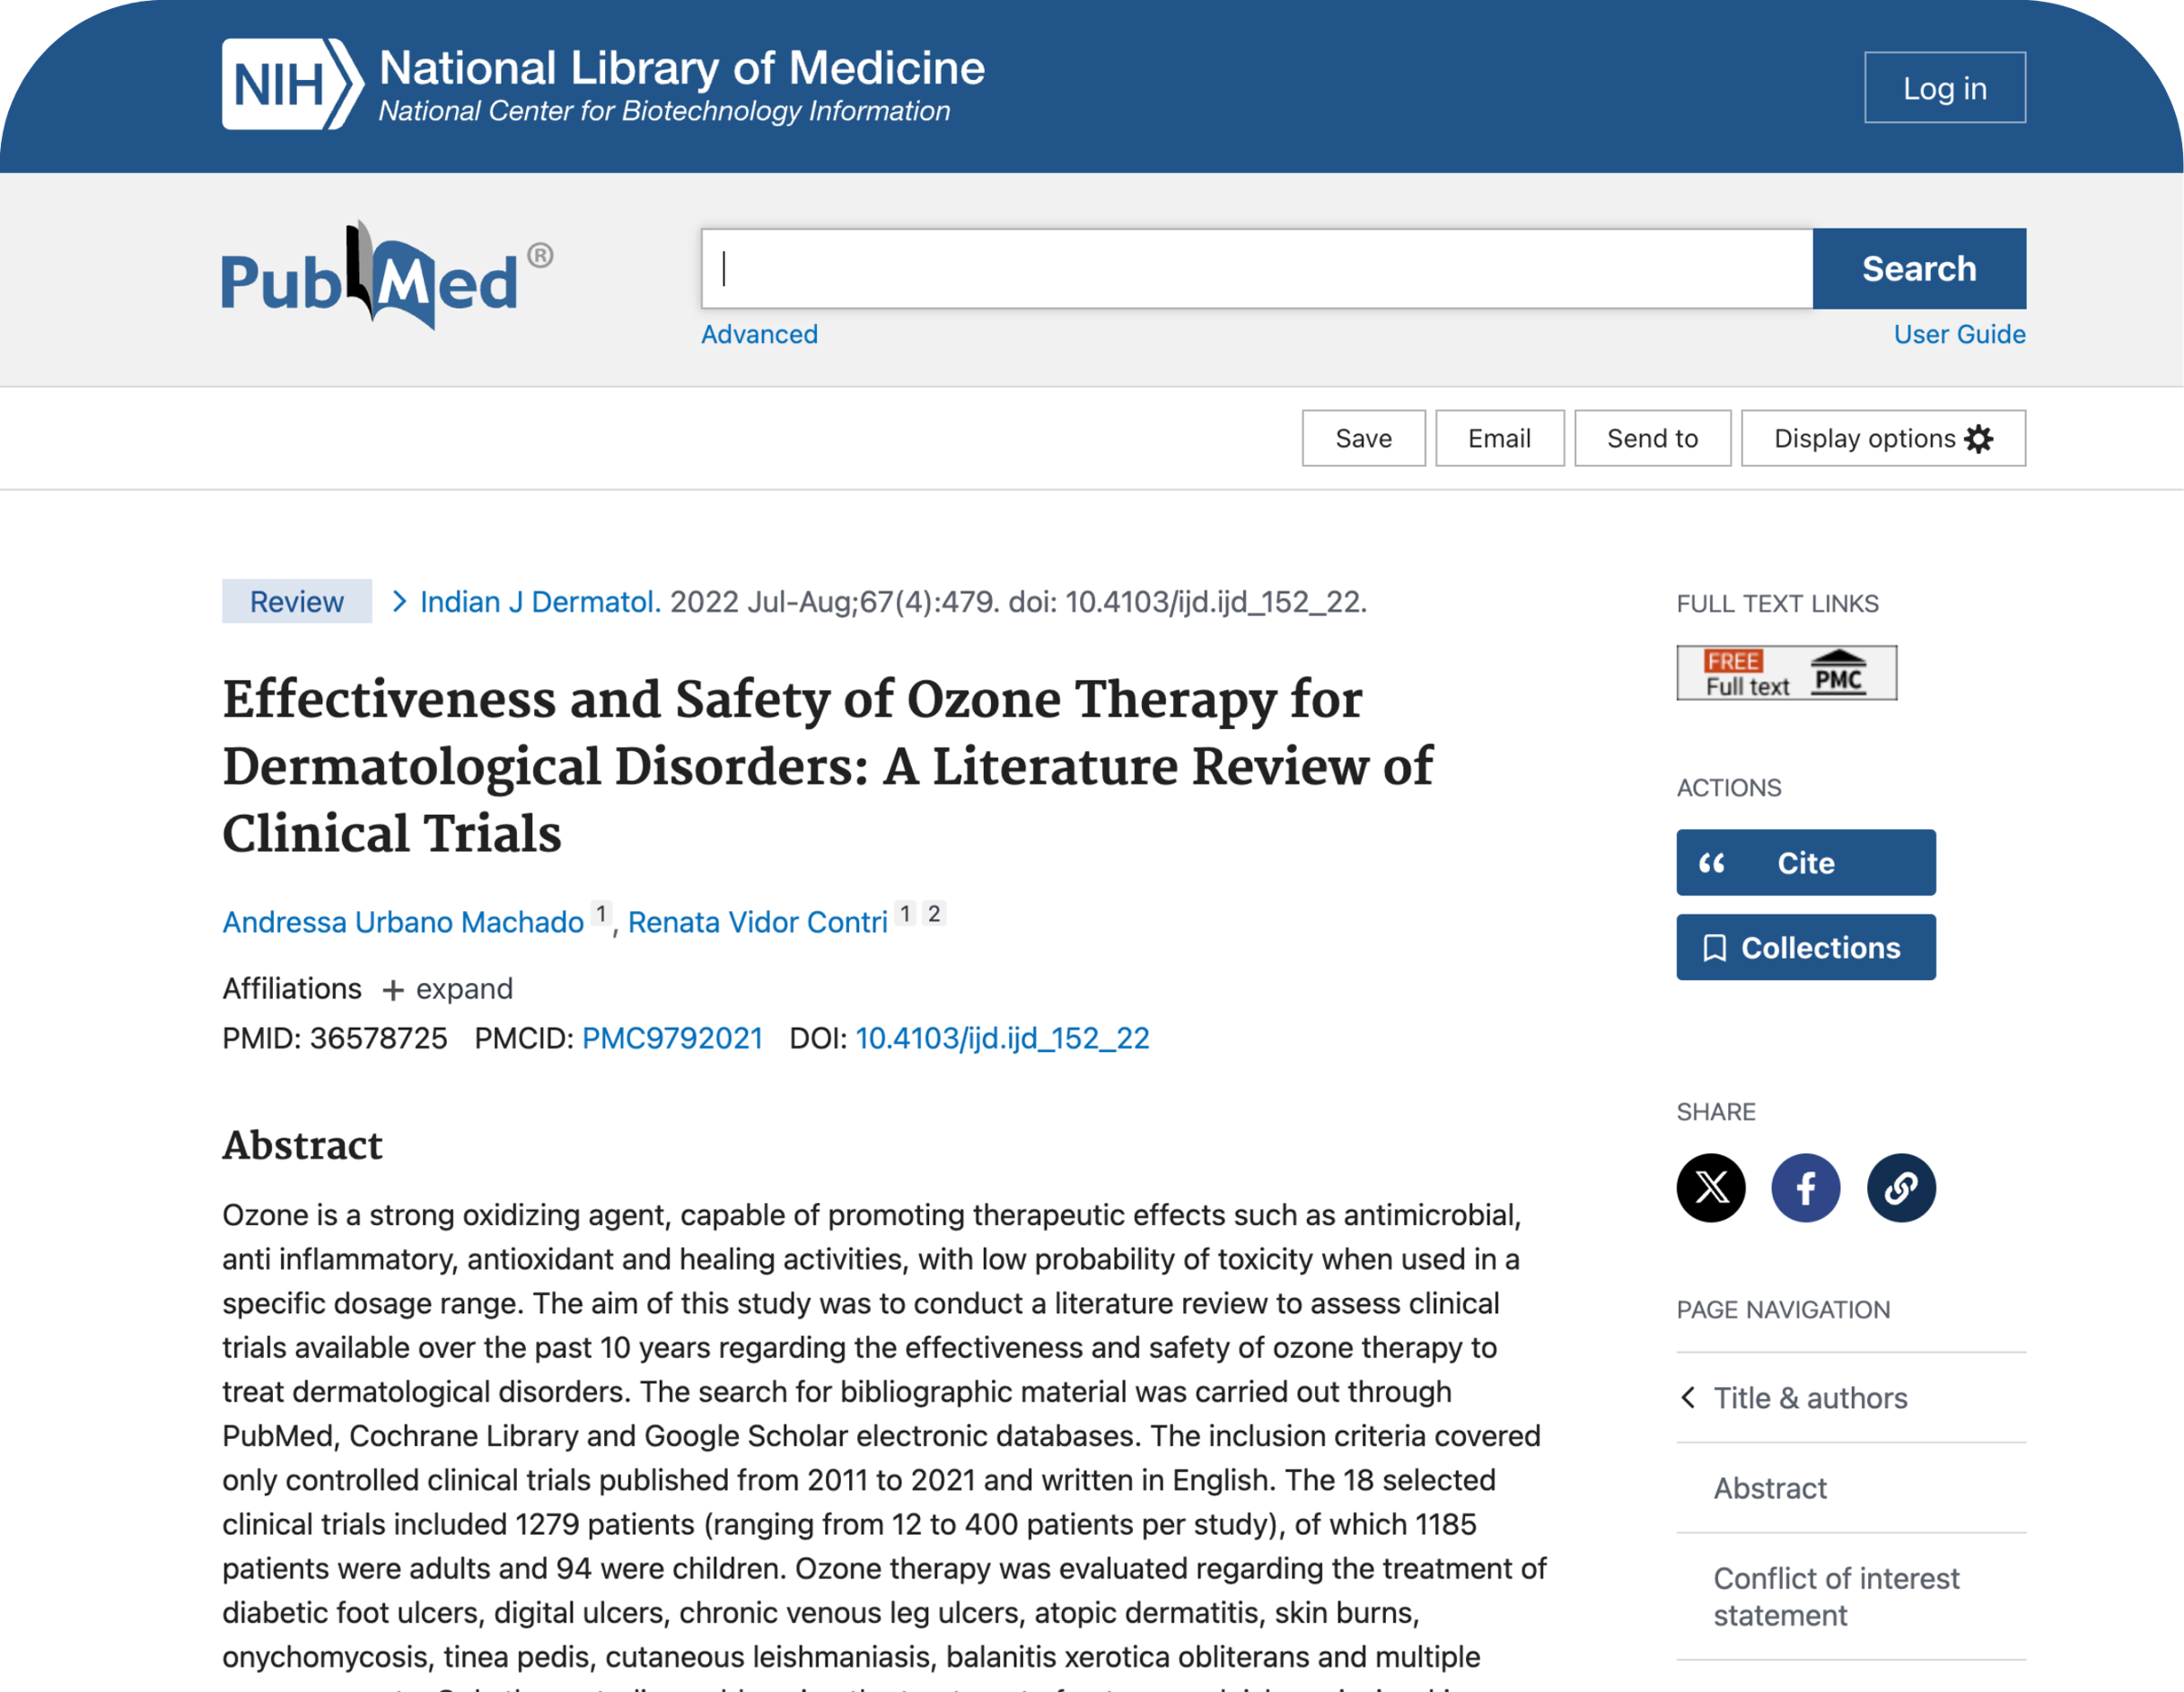 NIH National Library of Medicine
National Center for Biotechnology Information
Log in
PubMed®
Search
Advanced
User Guide
Save
Email
Send to
Display options
Review
Indian J Dermatol. 2022 Jul-Aug;67(4):479. doi: 10.4103/ijd.ijd_152_22.
Effectiveness and Safety of Ozone Therapy for
Dermatological Disorders: A Literature Review of
Clinical Trials
Andressa Urbano Machado 1, Renata Vidor Contri 1 2
Affiliations + expand
PMID: 36578725 PMCID: PMC9792021 DOI: 10.4103/ijd.ijd_152_22
Abstract
Ozone is a strong oxidizing agent, capable of promoting therapeutic effects such as antimicrobial,
anti inflammatory, antioxidant and healing activities, with low probability of toxicity when used in a
specific dosage range. The aim of this study was to conduct a literature review to assess clinical
trials available over the past 10 years regarding the effectiveness and safety of ozone therapy to
treat dermatological disorders. The search for bibliographic material was carried out through
PubMed, Cochrane Library and Google Scholar electronic databases. The inclusion criteria covered
only controlled clinical trials published from 2011 to 2021 and written in English. The 18 selected
clinical trials included 1279 patients (ranging from 12 to 400 patients per study), of which 1185
patients were adults and 94 were children. Ozone therapy was evaluated regarding the treatment of
diabetic foot ulcers, digital ulcers, chronic venous leg ulcers, atopic dermatitis, skin burns,
onychomycosis, tinea pedis, cutaneous leishmaniasis, balanitis xerotica obliterans and multiple
FULL TEXT LINKS
FREE
Full text PMC
ACTIONS
Cite
Collections
SHARE
PAGE NAVIGATION
Title & authors
Abstract
Conflict of interest
statement